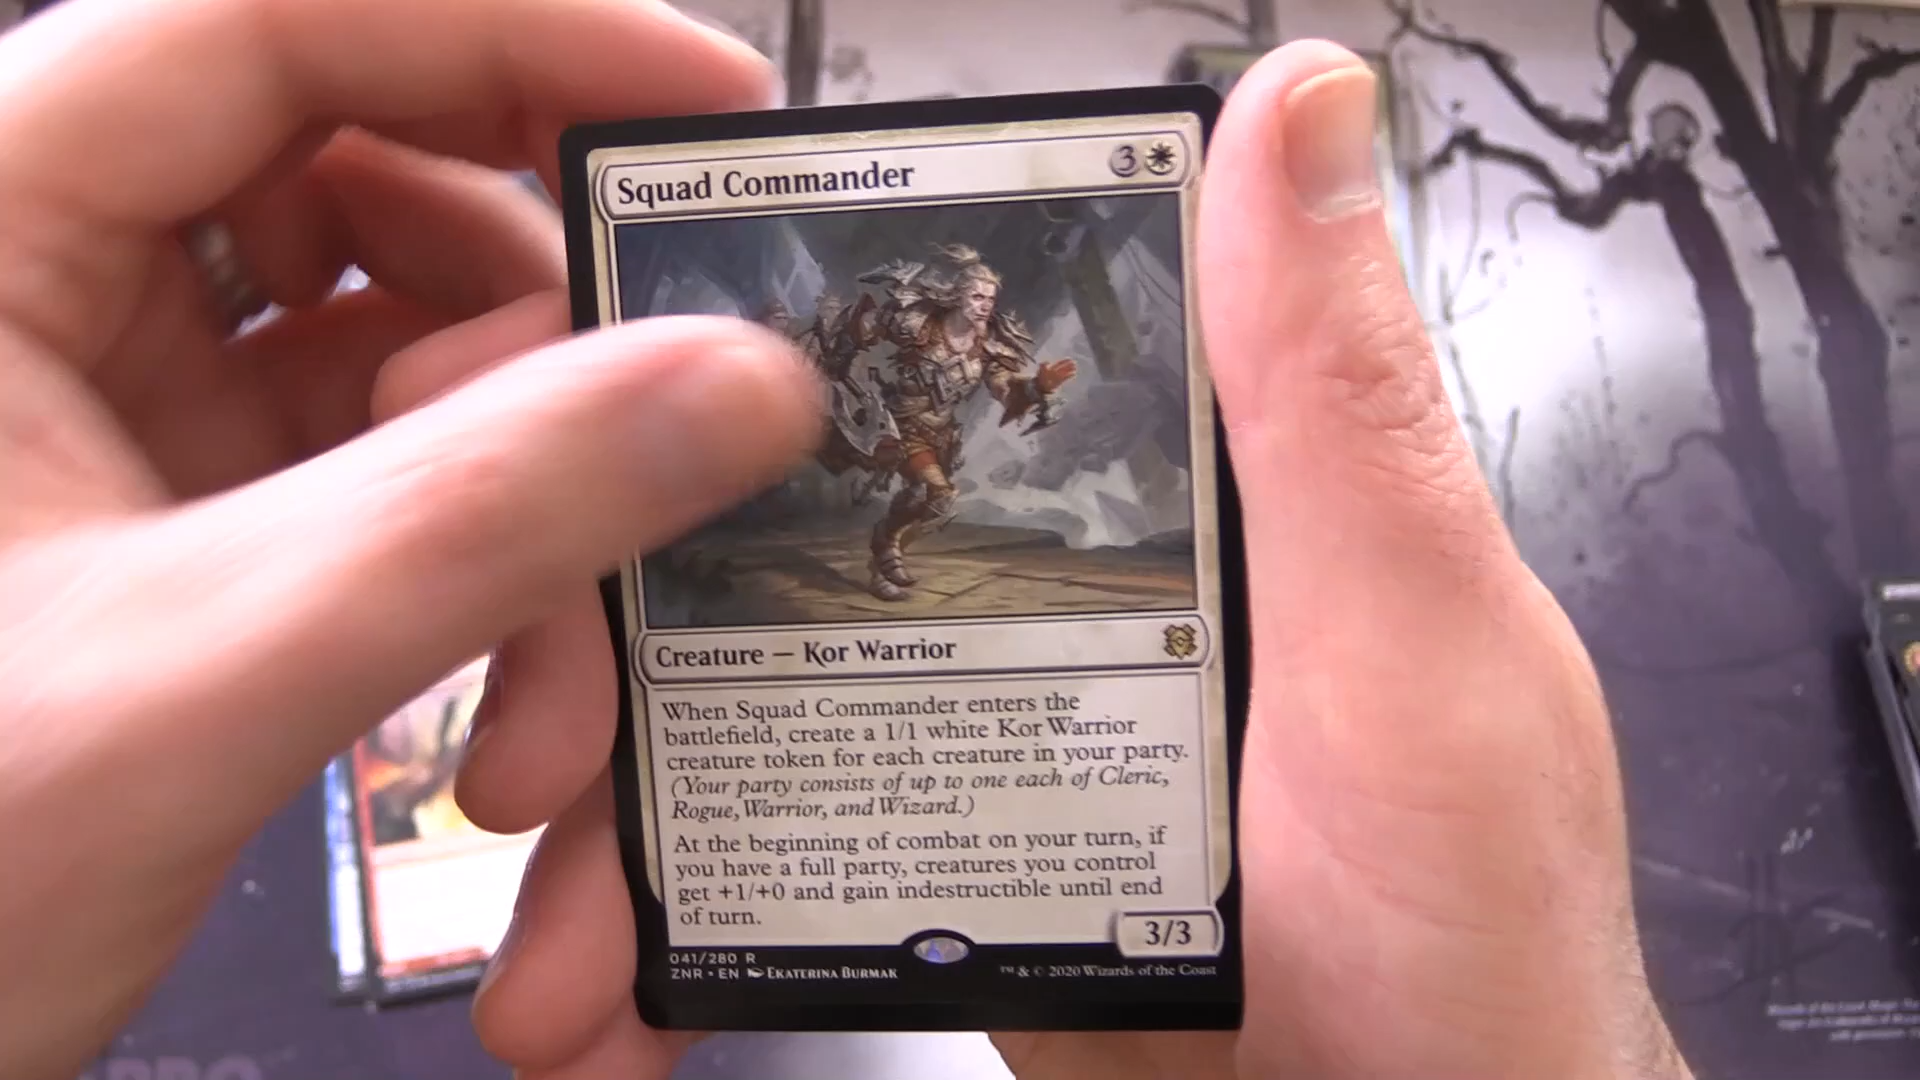 Squad Commander 3
Creature — Kor Warrior
When Squad Commander enters the
battlefield, create a 1/1 white Kor Warrior
creature token for each creature in your party.
(Your party consists of up to one each of Cleric,
Rogue, Warrior, and Wizard.)
At the beginning of combat on your turn, if
you have a full party, creatures you control
get +1/+0 and gain indestructible until end
of turn.
3/3
041/280 R
ZNR • EN EKATERINA BURMAK
™ & © 2020 Wizards of the Coast